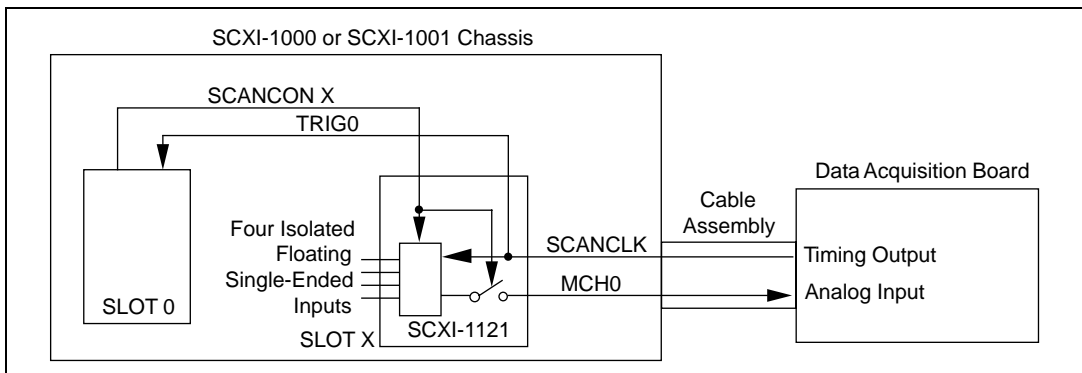 SCXI-1000 or SCXI-1001 Chassis
SCANCON X
TRIG0
SLOT 0
Four Isolated
Floating
Single-Ended
Inputs
SLOT X
SCXI-1121
SCANCLK
MCH0
Cable
Assembly
Data Acquisition Board
Timing Output
Analog Input